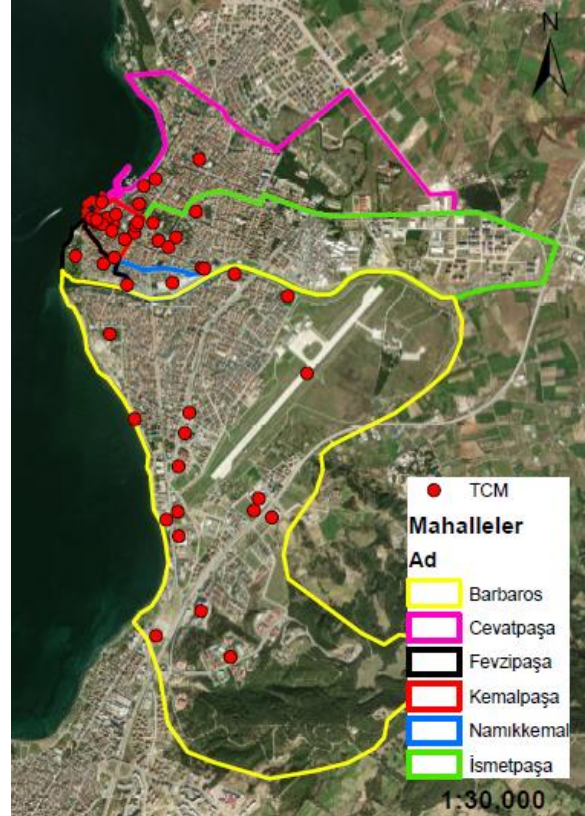 N
TCM
Mahalleler
Ad
Barbaros
Cevatpaşa
Fevzipaşa
Kemalpaşa
Namıkkemal
İsmetpaşa
1:30,000